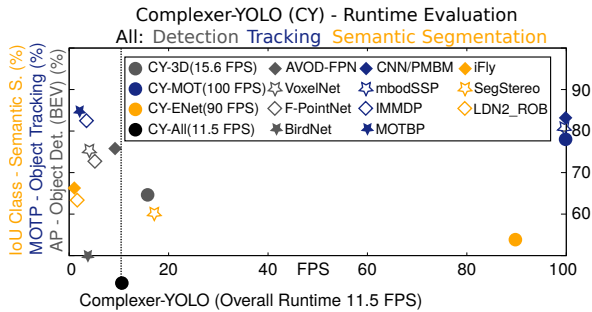 Complexer-YOLO (CY) - Runtime Evaluation
All: Detection Tracking Semantic Segmentation
IoU Class - Semantic S. (%)
MOTP - Object Tracking (%)
AP - Object Det. (BEV) (%)
CY-3D(15.6 FPS) AVOD-FPN CNN/PMBM iFly
CY-MOT(100 FPS) VoxelNet mbodSSP SegStereo
CY-ENet(90 FPS) F-PointNet IMMDP LDN2_ROB
CY-All(11.5 FPS) BirdNet MOTBP
100
90
80
70
60
0 20 40 FPS 60 80 100
Complexer-YOLO (Overall Runtime 11.5 FPS)